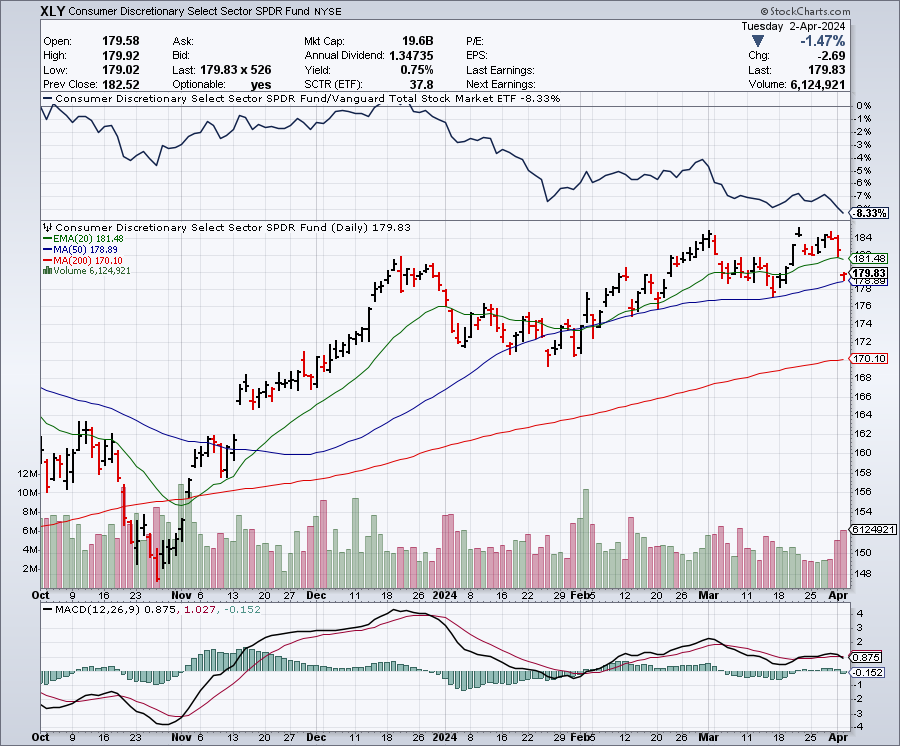 XLY Consumer Discretionary Select Sector SPDR Fund NYSE
© StockCharts.com
Tuesday 2-Apr-2024
Open: 179.58 Ask: Mkt Cap: 19.6B P/E: ▼ -1.47%
High: 179.92 Bid: Annual Dividend: 1.34735 EPS: Chg: -2.69
Low: 179.02 Last: 179.83 x 526 Yield: 0.75% Last Earnings: Last: 179.83
Prev Close: 182.52 Optionable: yes SCTR (ETF): 37.8 Next Earnings: Volume: 6,124,921
Consumer Discretionary Select Sector SPDR Fund/Vanguard Total Stock Market ETF -8.33%
0%
-1%
-2%
-3%
-4%
-5%
-6%
-7%
-8.33%
Consumer Discretionary Select Sector SPDR Fund (Daily) 179.83
EMA(20) 181.48
MA(50) 178.89
MA(200) 170.10
Volume 6,124,921
184
182
181.48
179.83
178.89
178
176
174
172
170.10
168
166
164
162
160
158
156
154
6124921
150
148
12M
10M
8M
6M
4M
2M
Oct 9 16 23 Nov 6 13 20 27 Dec 11 18 26 2024 8 16 22 29 Feb 5 12 20 26 Mar 11 18 25 Apr
MACD(12,26,9) 0.875, 1.027, -0.152
4
3
2
1
0.875
-0.152
-1
-2
-3
-4
Oct 9 16 23 Nov 6 13 20 27 Dec 11 18 26 2024 8 16 22 29 Feb 5 12 20 26 Mar 11 18 25 Apr